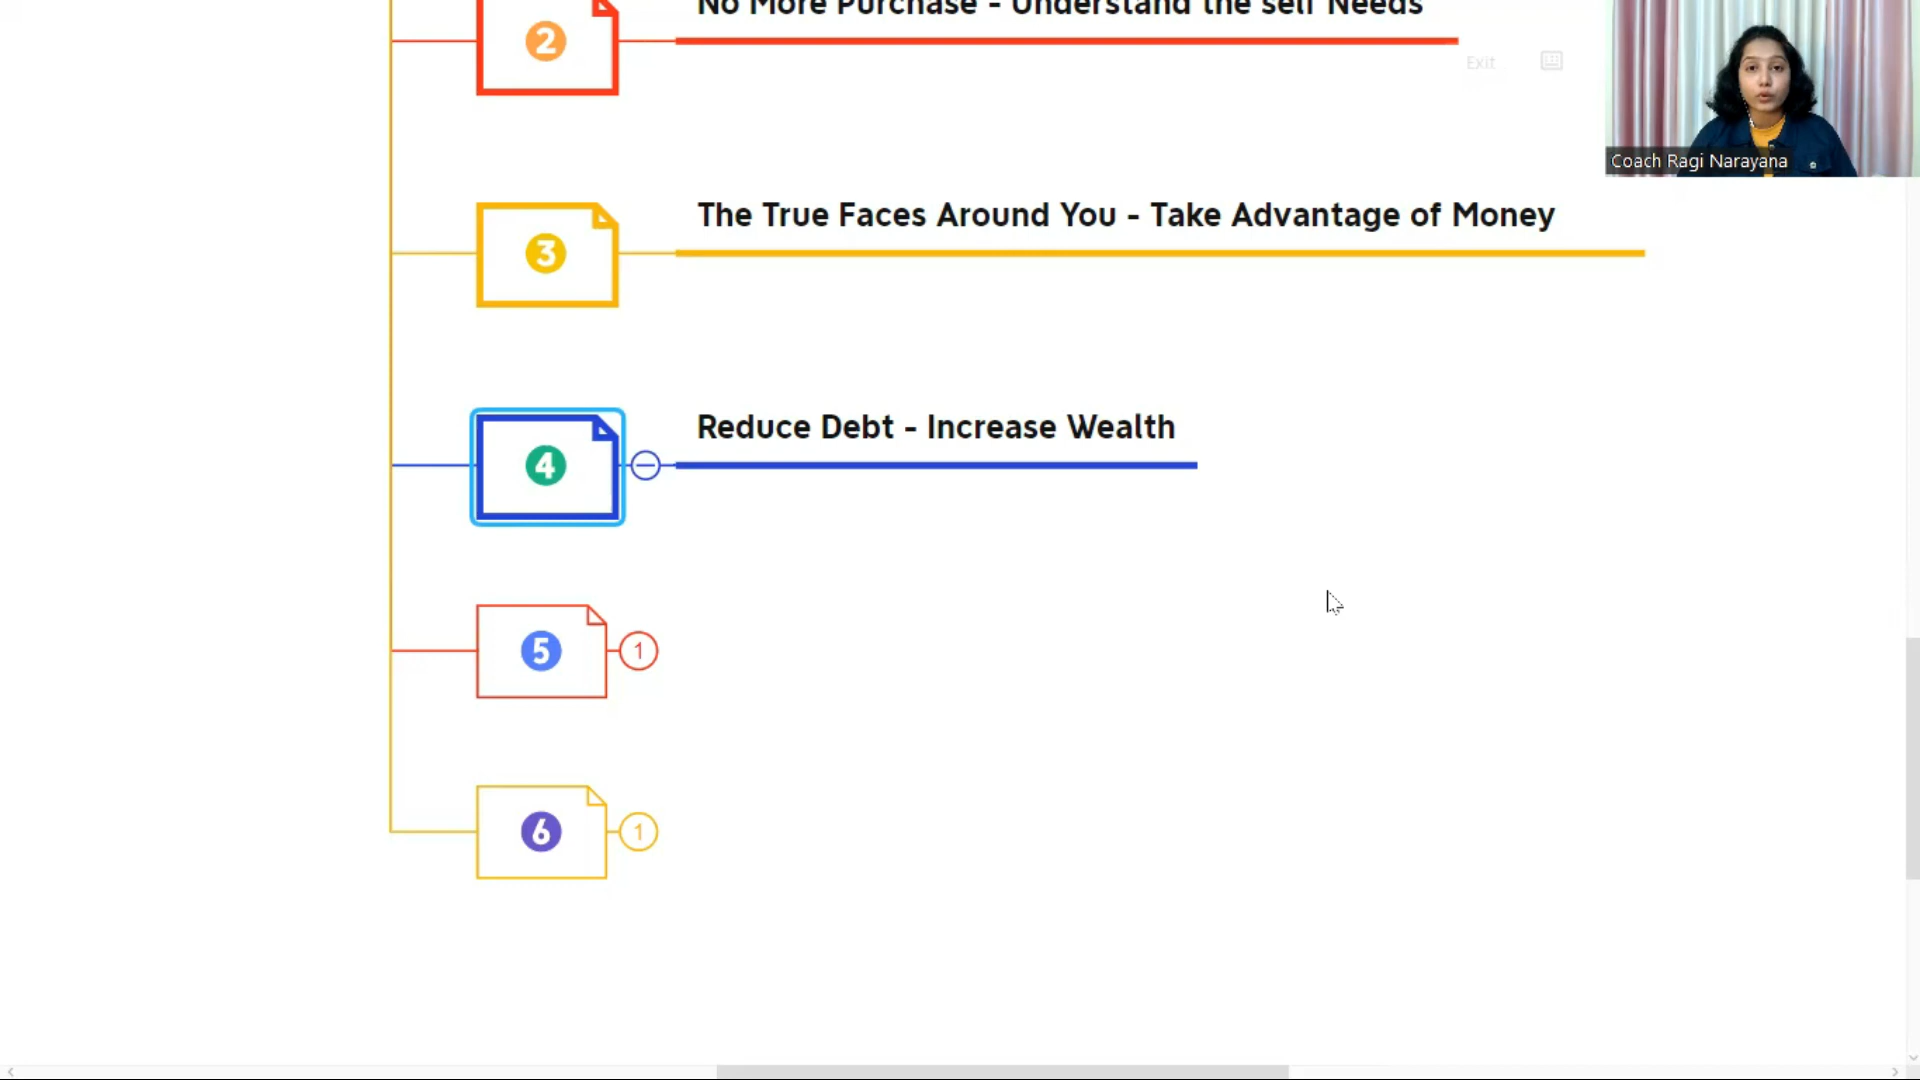 No More Purchase - Understand the self Needs
2
Exit
Coach Ragi Narayana
The True Faces Around You - Take Advantage of Money
3
Reduce Debt - Increase Wealth
4
5 1
6 1